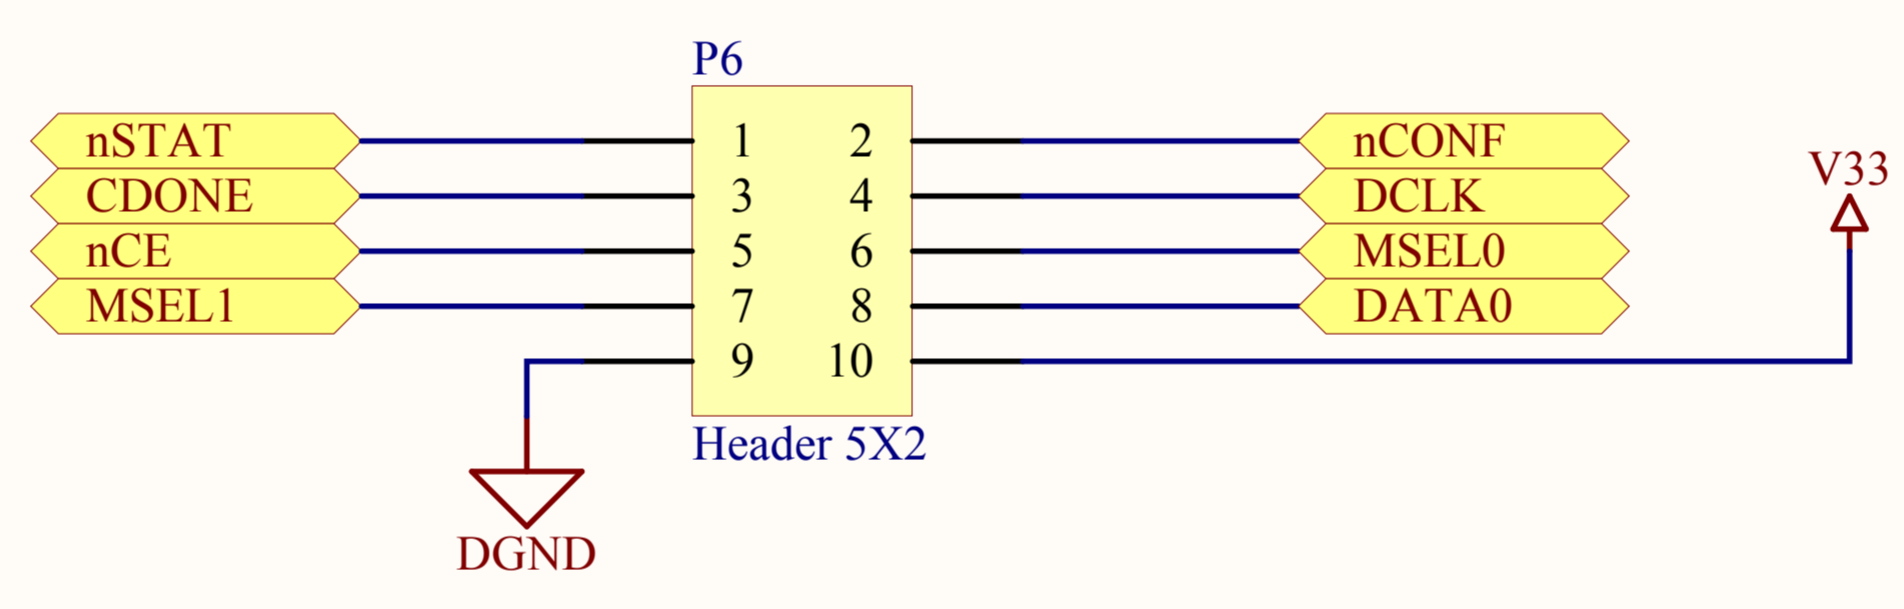 P6
nSTAT 1 2 nCONF
V33
CDONE 3 4 DCLK
nCE 5 6 MSEL0
MSEL1 7 8 DATA0
9 10
Header 5X2
DGND